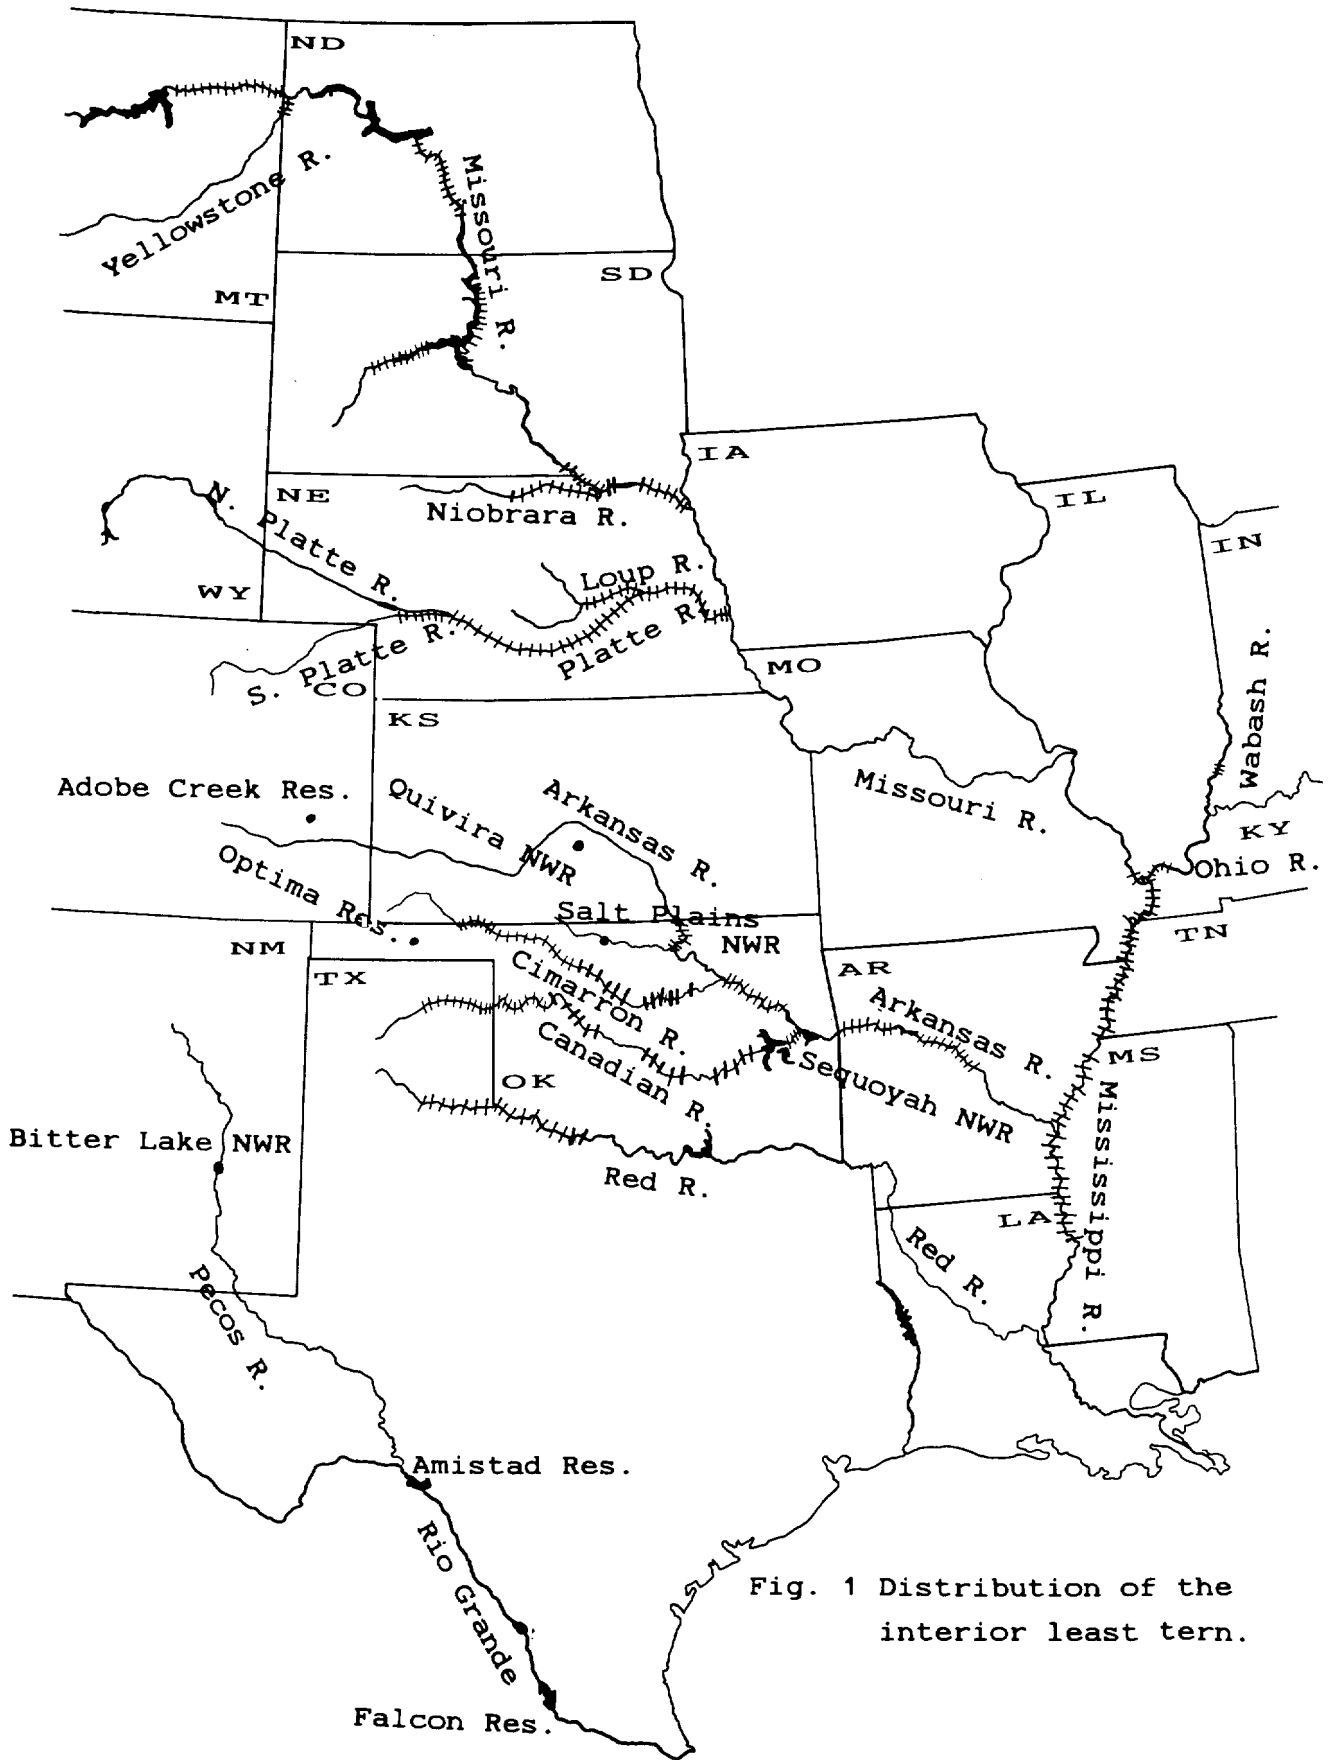 ND
Missouri R.
Yellowstone R.
SD
MT
IA
NE
N. Platte R.
Niobrara R.
IL
IN
Loup R.
WY
Platte R.
S. Platte R.
CO
MO
KS
Wabash R.
Adobe Creek Res.
Quivira NWR
Arkansas R.
Missouri R.
KY
Ohio R.
Optima Res.
Salt Plains
NWR
TN
NM
TX
Cimarron R.
AR
Arkansas R.
Canadian R.
MS
Sequoyah NWR
OK
Mississippi R.
Bitter Lake NWR
Red R.
LA
Red R.
Pecos R.
Amistad Res.
Rio Grande
Falcon Res.
Fig. 1 Distribution of the
interior least tern.